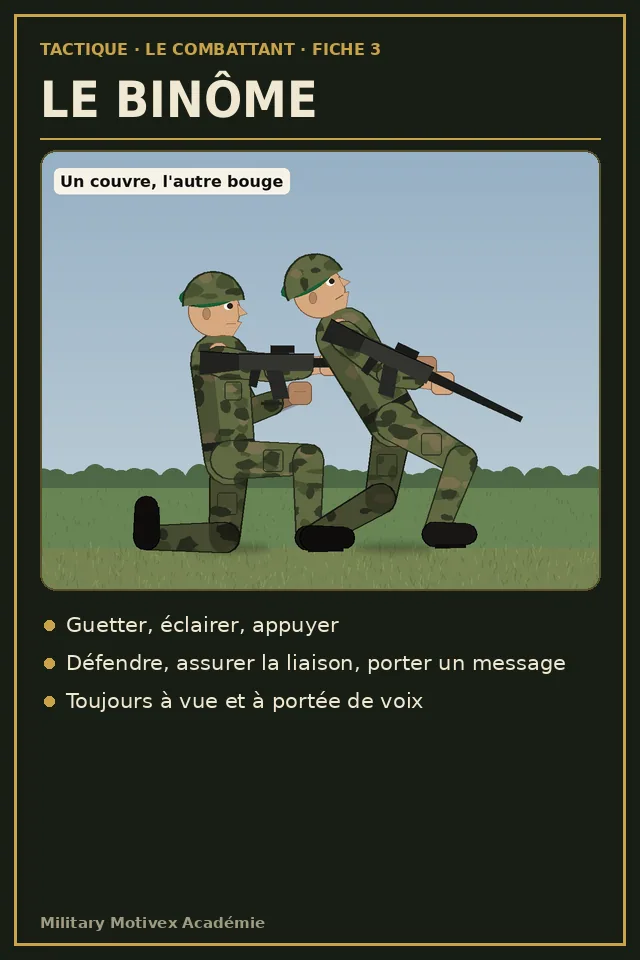 TACTIQUE · LE COMBATTANT · FICHE 3
LE BINÔME
Un couvre, l'autre bouge
Guetter, éclairer, appuyer
Défendre, assurer la liaison, porter un message
Toujours à vue et à portée de voix
Military Motivex Académie